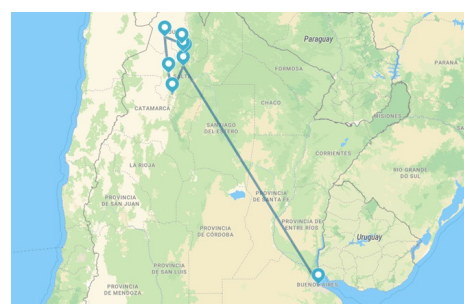 Paraguay
PARANÁ
FORMOSA
SALTA
CHACO
CATAMARCA
MISIONES
SANTIAGO
DEL ESTERO
CORRIENTES
LA RIOJA
RIO GRANDE
DO SUL
PROVINCIA
DE SAN JUAN
PROVINCIA
DE SANTA FE
PROVINCIA
DE CÓRDOBA
PROVINCIA DE
ENTRE RÍOS
Uruguay
PROVINCIA
DE SAN LUIS
BUENOS AIRES
PROVINCIA
DE MENDOZA